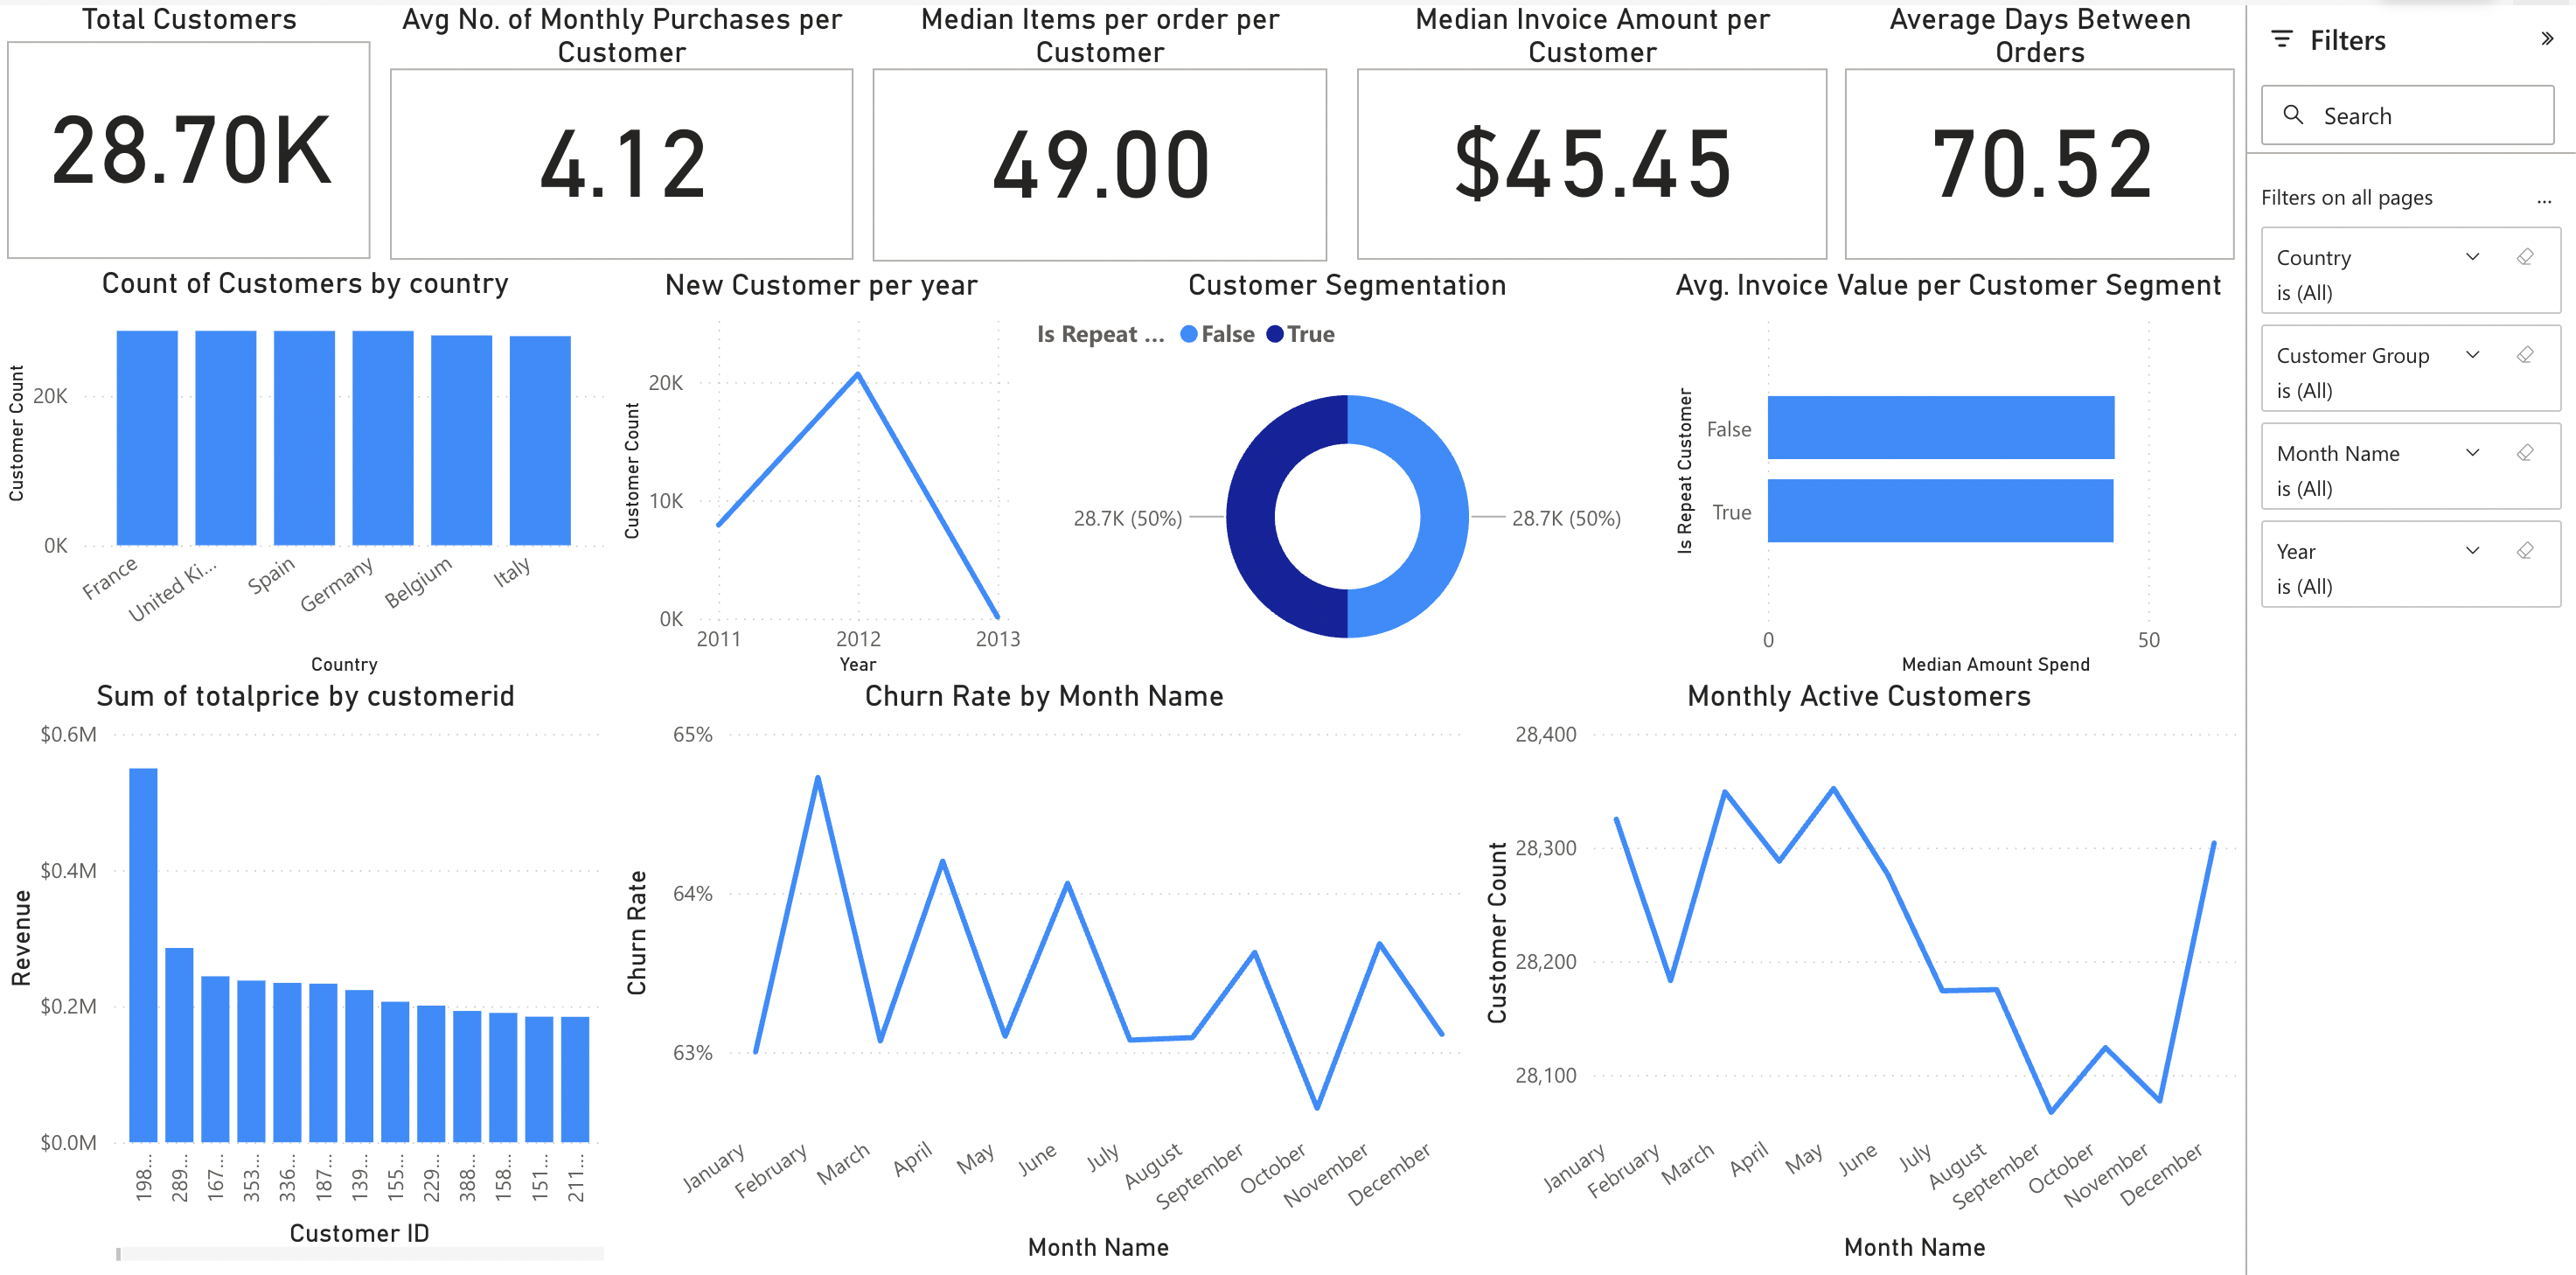 Total Customers
28.70K
Avg No. of Monthly Purchases per
Customer
4.12
Median Items per order per
Customer
49.00
Median Invoice Amount per
Customer
$45.45
Average Days Between
Orders
70.52
Count of Customers by country
Customer Count
20K
0K
France
United Ki...
Spain
Germany
Belgium
Italy
Country
New Customer per year
Customer Count
20K
10K
0K
2011
2012
2013
Year
Customer Segmentation
Is Repeat ... False True
28.7K (50%)
28.7K (50%)
Avg. Invoice Value per Customer Segment
Is Repeat Customer
False
True
0
50
Median Amount Spend
Sum of totalprice by customerid
Revenue
$0.6M
$0.4M
$0.2M
$0.0M
198...
289...
167...
353...
336...
187...
139...
155...
229...
388...
158...
151...
211...
Customer ID
Churn Rate by Month Name
Churn Rate
65%
64%
63%
January
February
March
April
May
June
July
August
September
October
November
December
Month Name
Monthly Active Customers
Customer Count
28,400
28,300
28,200
28,100
January
February
March
April
May
June
July
August
September
October
November
December
Month Name
Filters
Search
Filters on all pages
...
Country
is (All)
Customer Group
is (All)
Month Name
is (All)
Year
is (All)